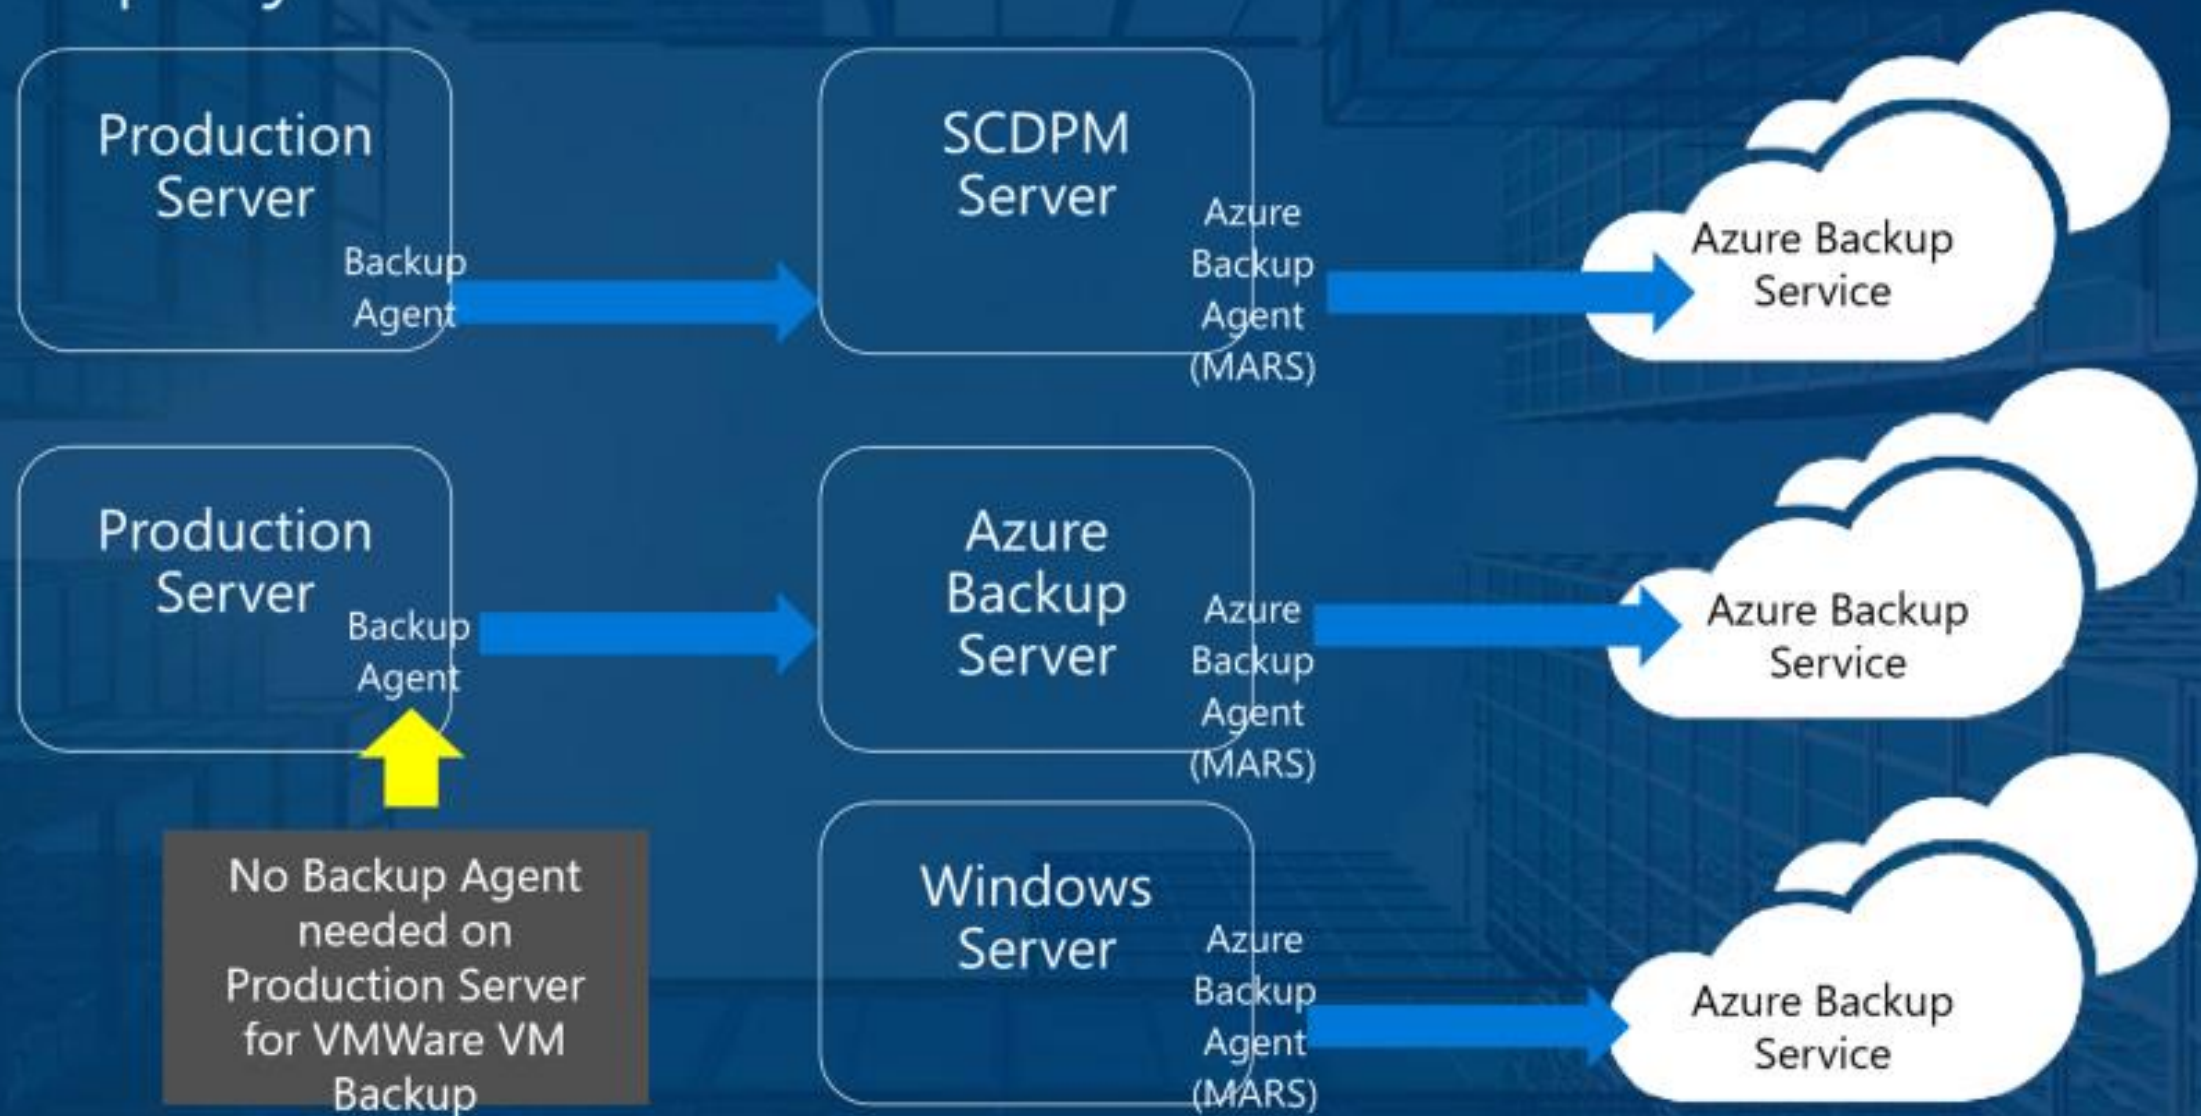 Production
Server
Backup
Agent
SCDPM
Server
Azure
Backup
Agent
(MARS)
Azure Backup
Service
Production
Server
Backup
Agent
Azure
Backup
Server
Azure
Backup
Agent
(MARS)
Azure Backup
Service
No Backup Agent
needed on
Production Server
for VMWare VM
Backup
Windows
Server
Azure
Backup
Agent
(MARS)
Azure Backup
Service